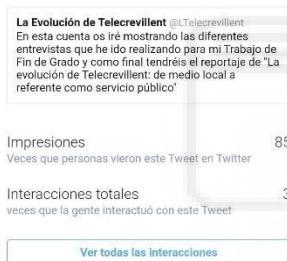 La Evolución de Telecrevillent @LTelecrevillent
En esta cuenta os iré mostrando las diferentes
entrevistas que he ido realizando para mi Trabajo de
Fin de Grado y como final tendréis el reportaje de "La
evolución de Telecrevillent: de medio local a
referente como servicio público"
Impresiones
Veces que personas vieron este Tweet en Twitter
Interacciones totales
veces que la gente interactuó con este Tweet
Ver todas las interacciones